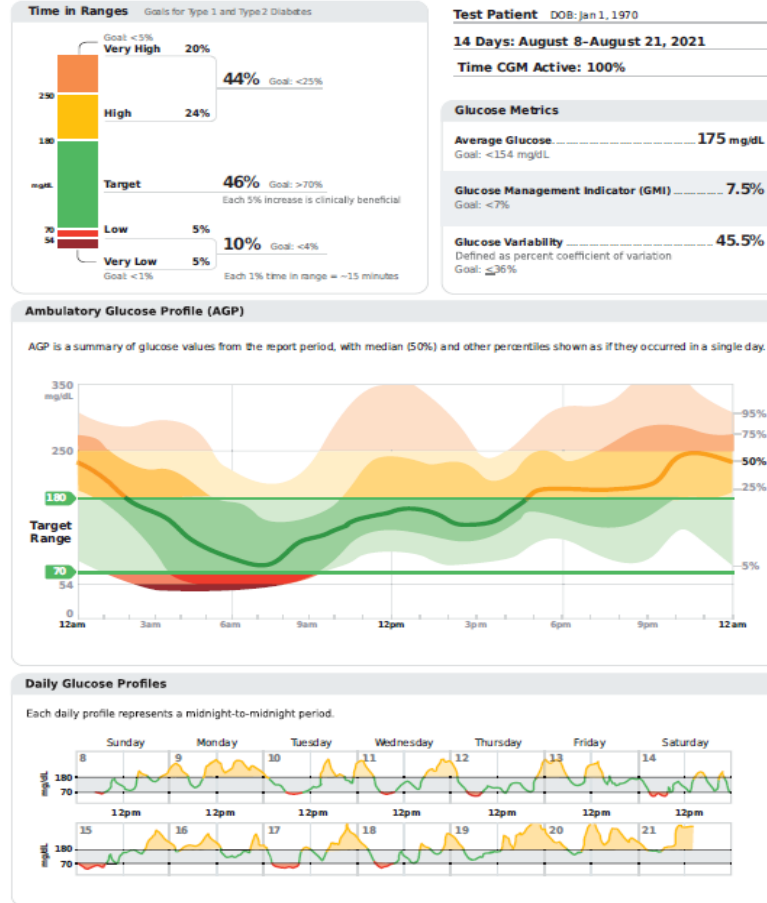 Time in Ranges Goals for Type 1 and Type 2 Diabetes
Goal: <5%
Very High 20%
44% Goal: <25%
250
High 24%
180
mg/dL
Target 46% Goal: >70%
Each 5% increase is clinically beneficial
70
Low 5%
54
10% Goal: <4%
Very Low 5%
Goal: <1% Each 1% time in range = ~15 minutes
Test Patient DOB: Jan 1, 1970
14 Days: August 8–August 21, 2021
Time CGM Active: 100%
Glucose Metrics
Average Glucose 175 mg/dL
Goal: <154 mg/dL
Glucose Management Indicator (GMI) 7.5%
Goal: <7%
Glucose Variability 45.5%
Defined as percent coefficient of variation
Goal: ≤36%
Ambulatory Glucose Profile (AGP)
AGP is a summary of glucose values from the report period, with median (50%) and other percentiles shown as if they occurred in a single day.
350
mg/dL
95%
75%
250
50%
25%
180
Target
Range
70
5%
54
0
12am 3am 6am 9am 12pm 3pm 6pm 9pm 12am
Daily Glucose Profiles
Each daily profile represents a midnight-to-midnight period.
Sunday Monday Tuesday Wednesday Thursday Friday Saturday
8 9 10 11 12 13 14
mg/dL
180
70
12pm 12pm 12pm 12pm 12pm 12pm 12pm
15 16 17 18 19 20 21
mg/dL
180
70